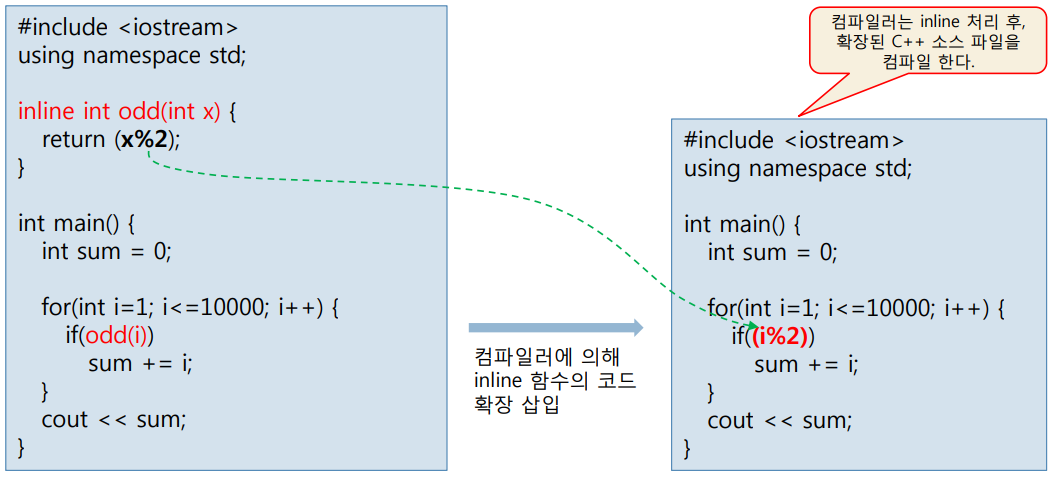 #include <iostream>
using namespace std;
inline int odd(int x) {
return (x%2);
}
int main() {
int sum = 0;
for(int i=1; i<=10000; i++) {
if(odd(i))
sum += i;
}
cout << sum;
}
컴파일러에 의해
inline 함수의 코드
확장 삽입
컴파일러는 inline 처리 후,
확장된 C++ 소스 파일을
컴파일 한다.
#include <iostream>
using namespace std;
int main() {
int sum = 0;
for(int i=1; i<=10000; i++) {
if((i%2))
sum += i;
}
cout << sum;
}